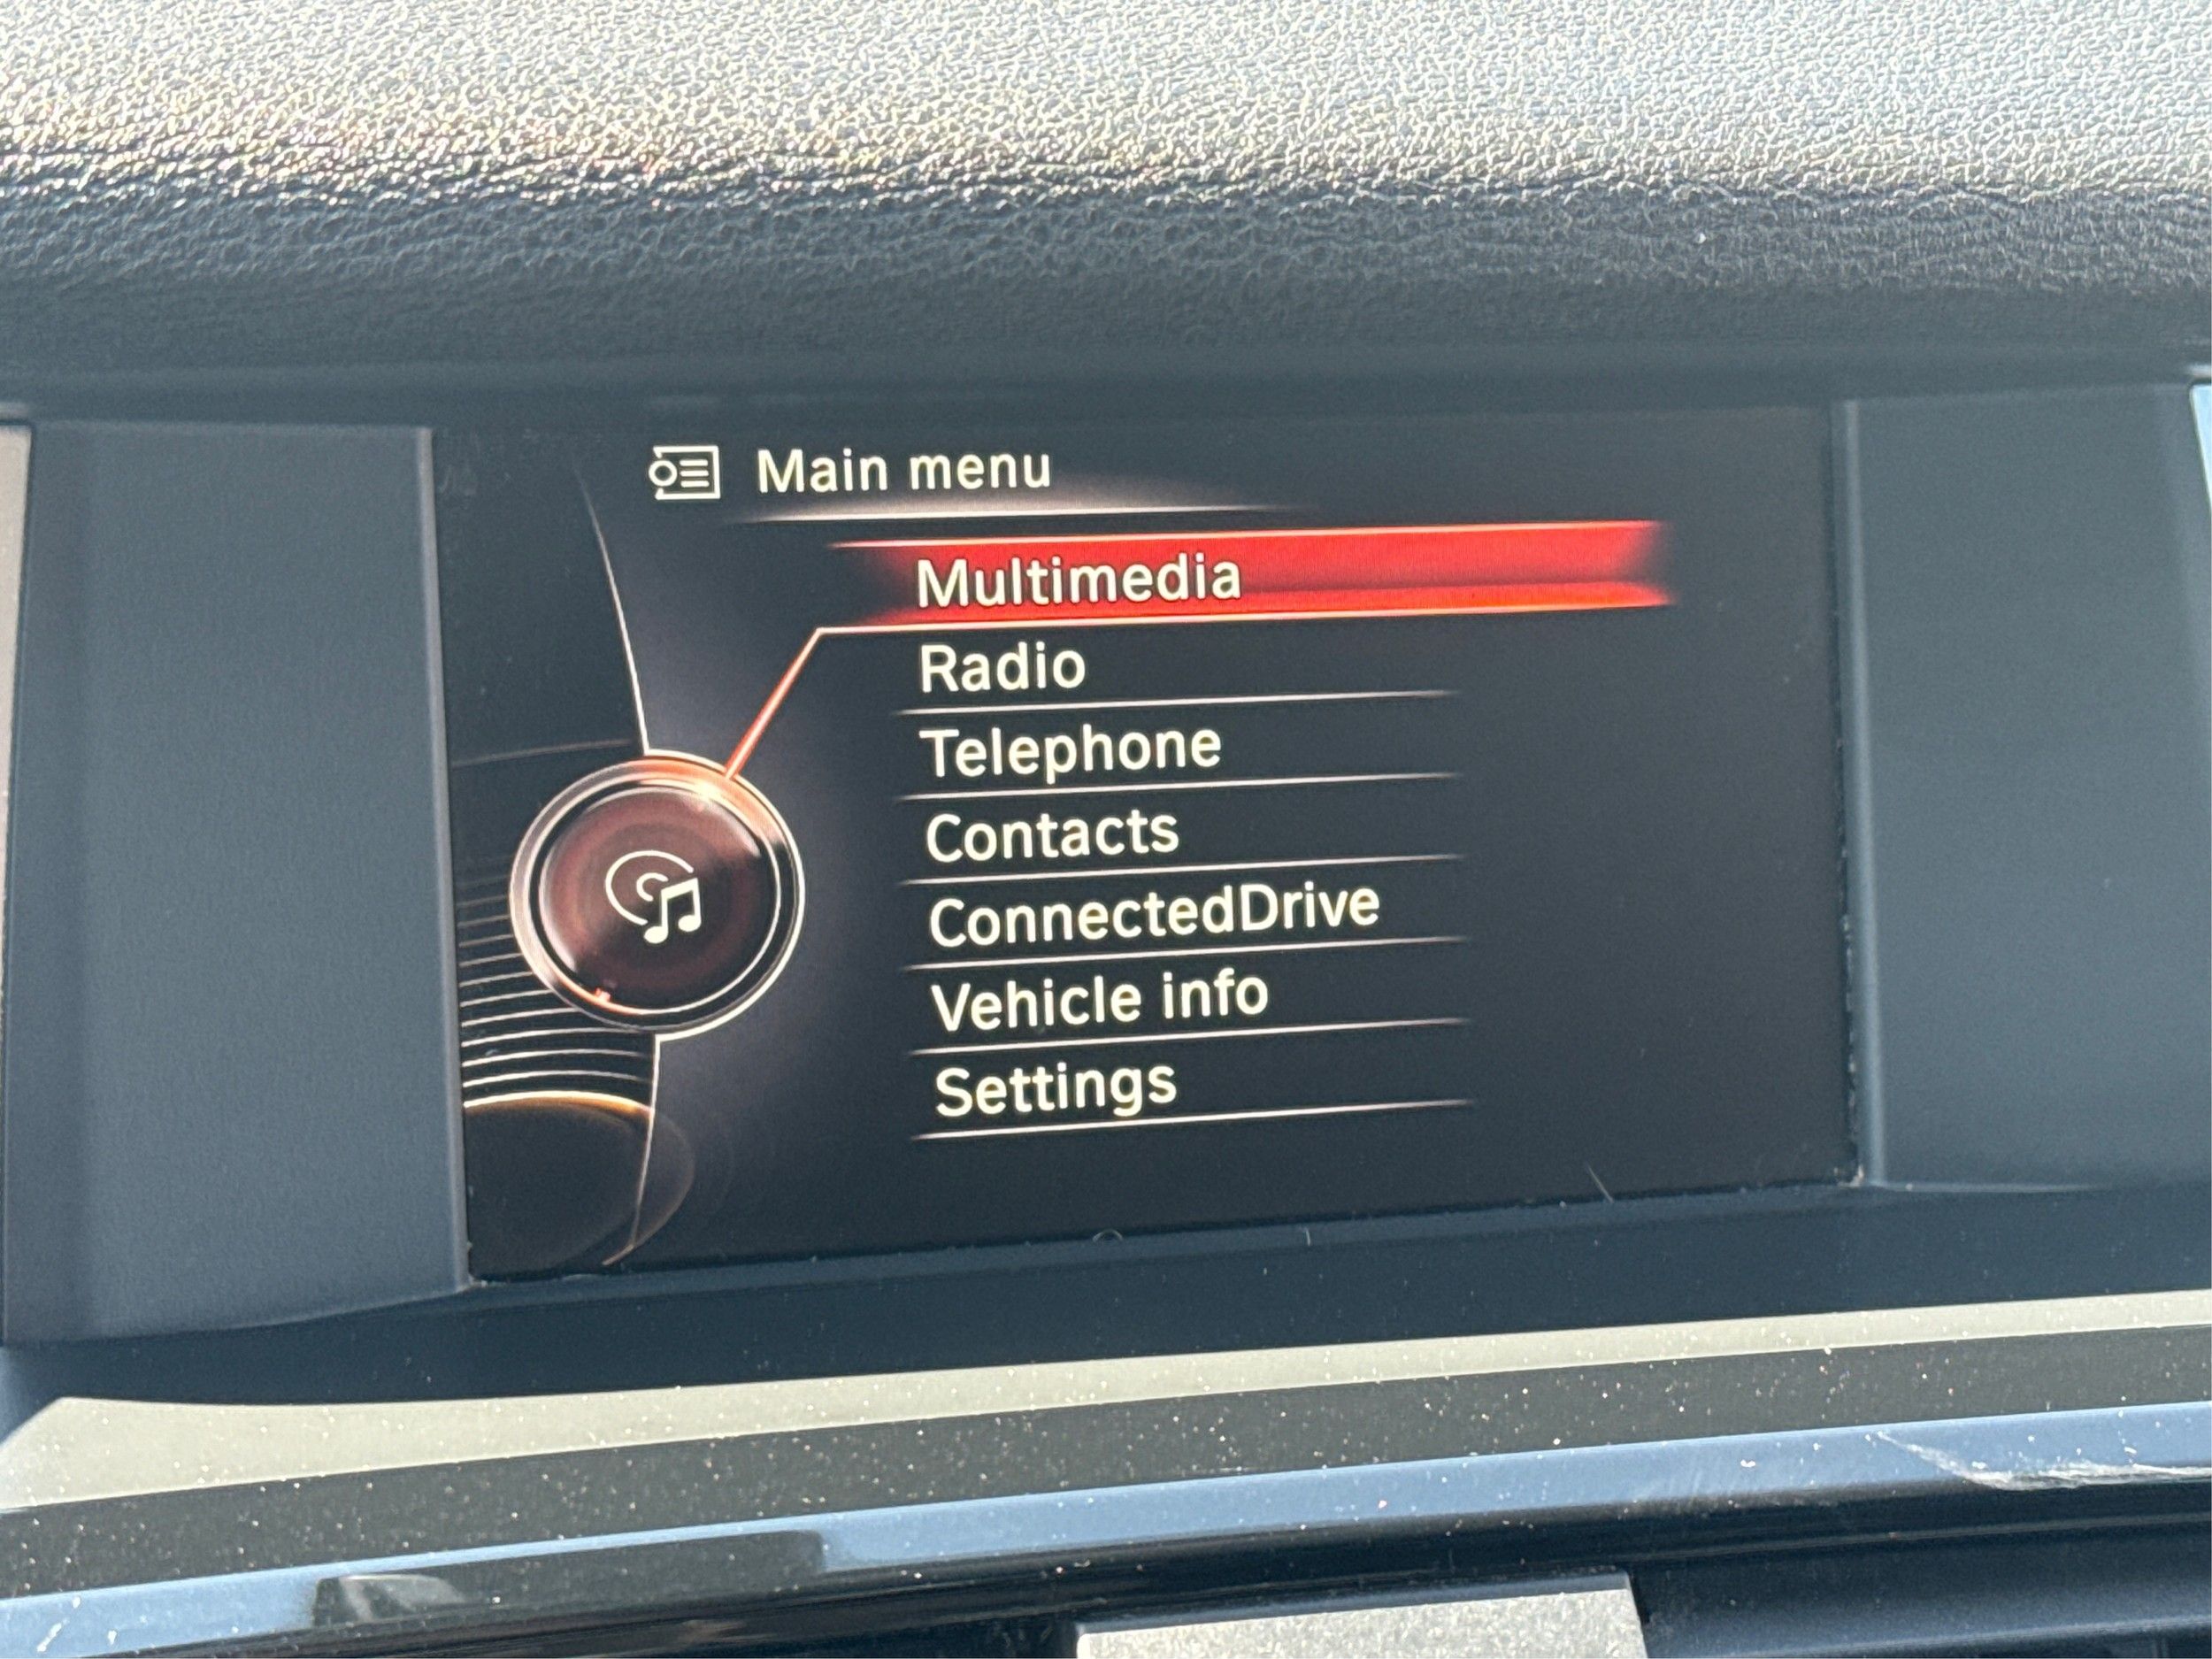 Main menu
Multimedia
Radio
Telephone
Contacts
ConnectedDrive
Vehicle info
Settings